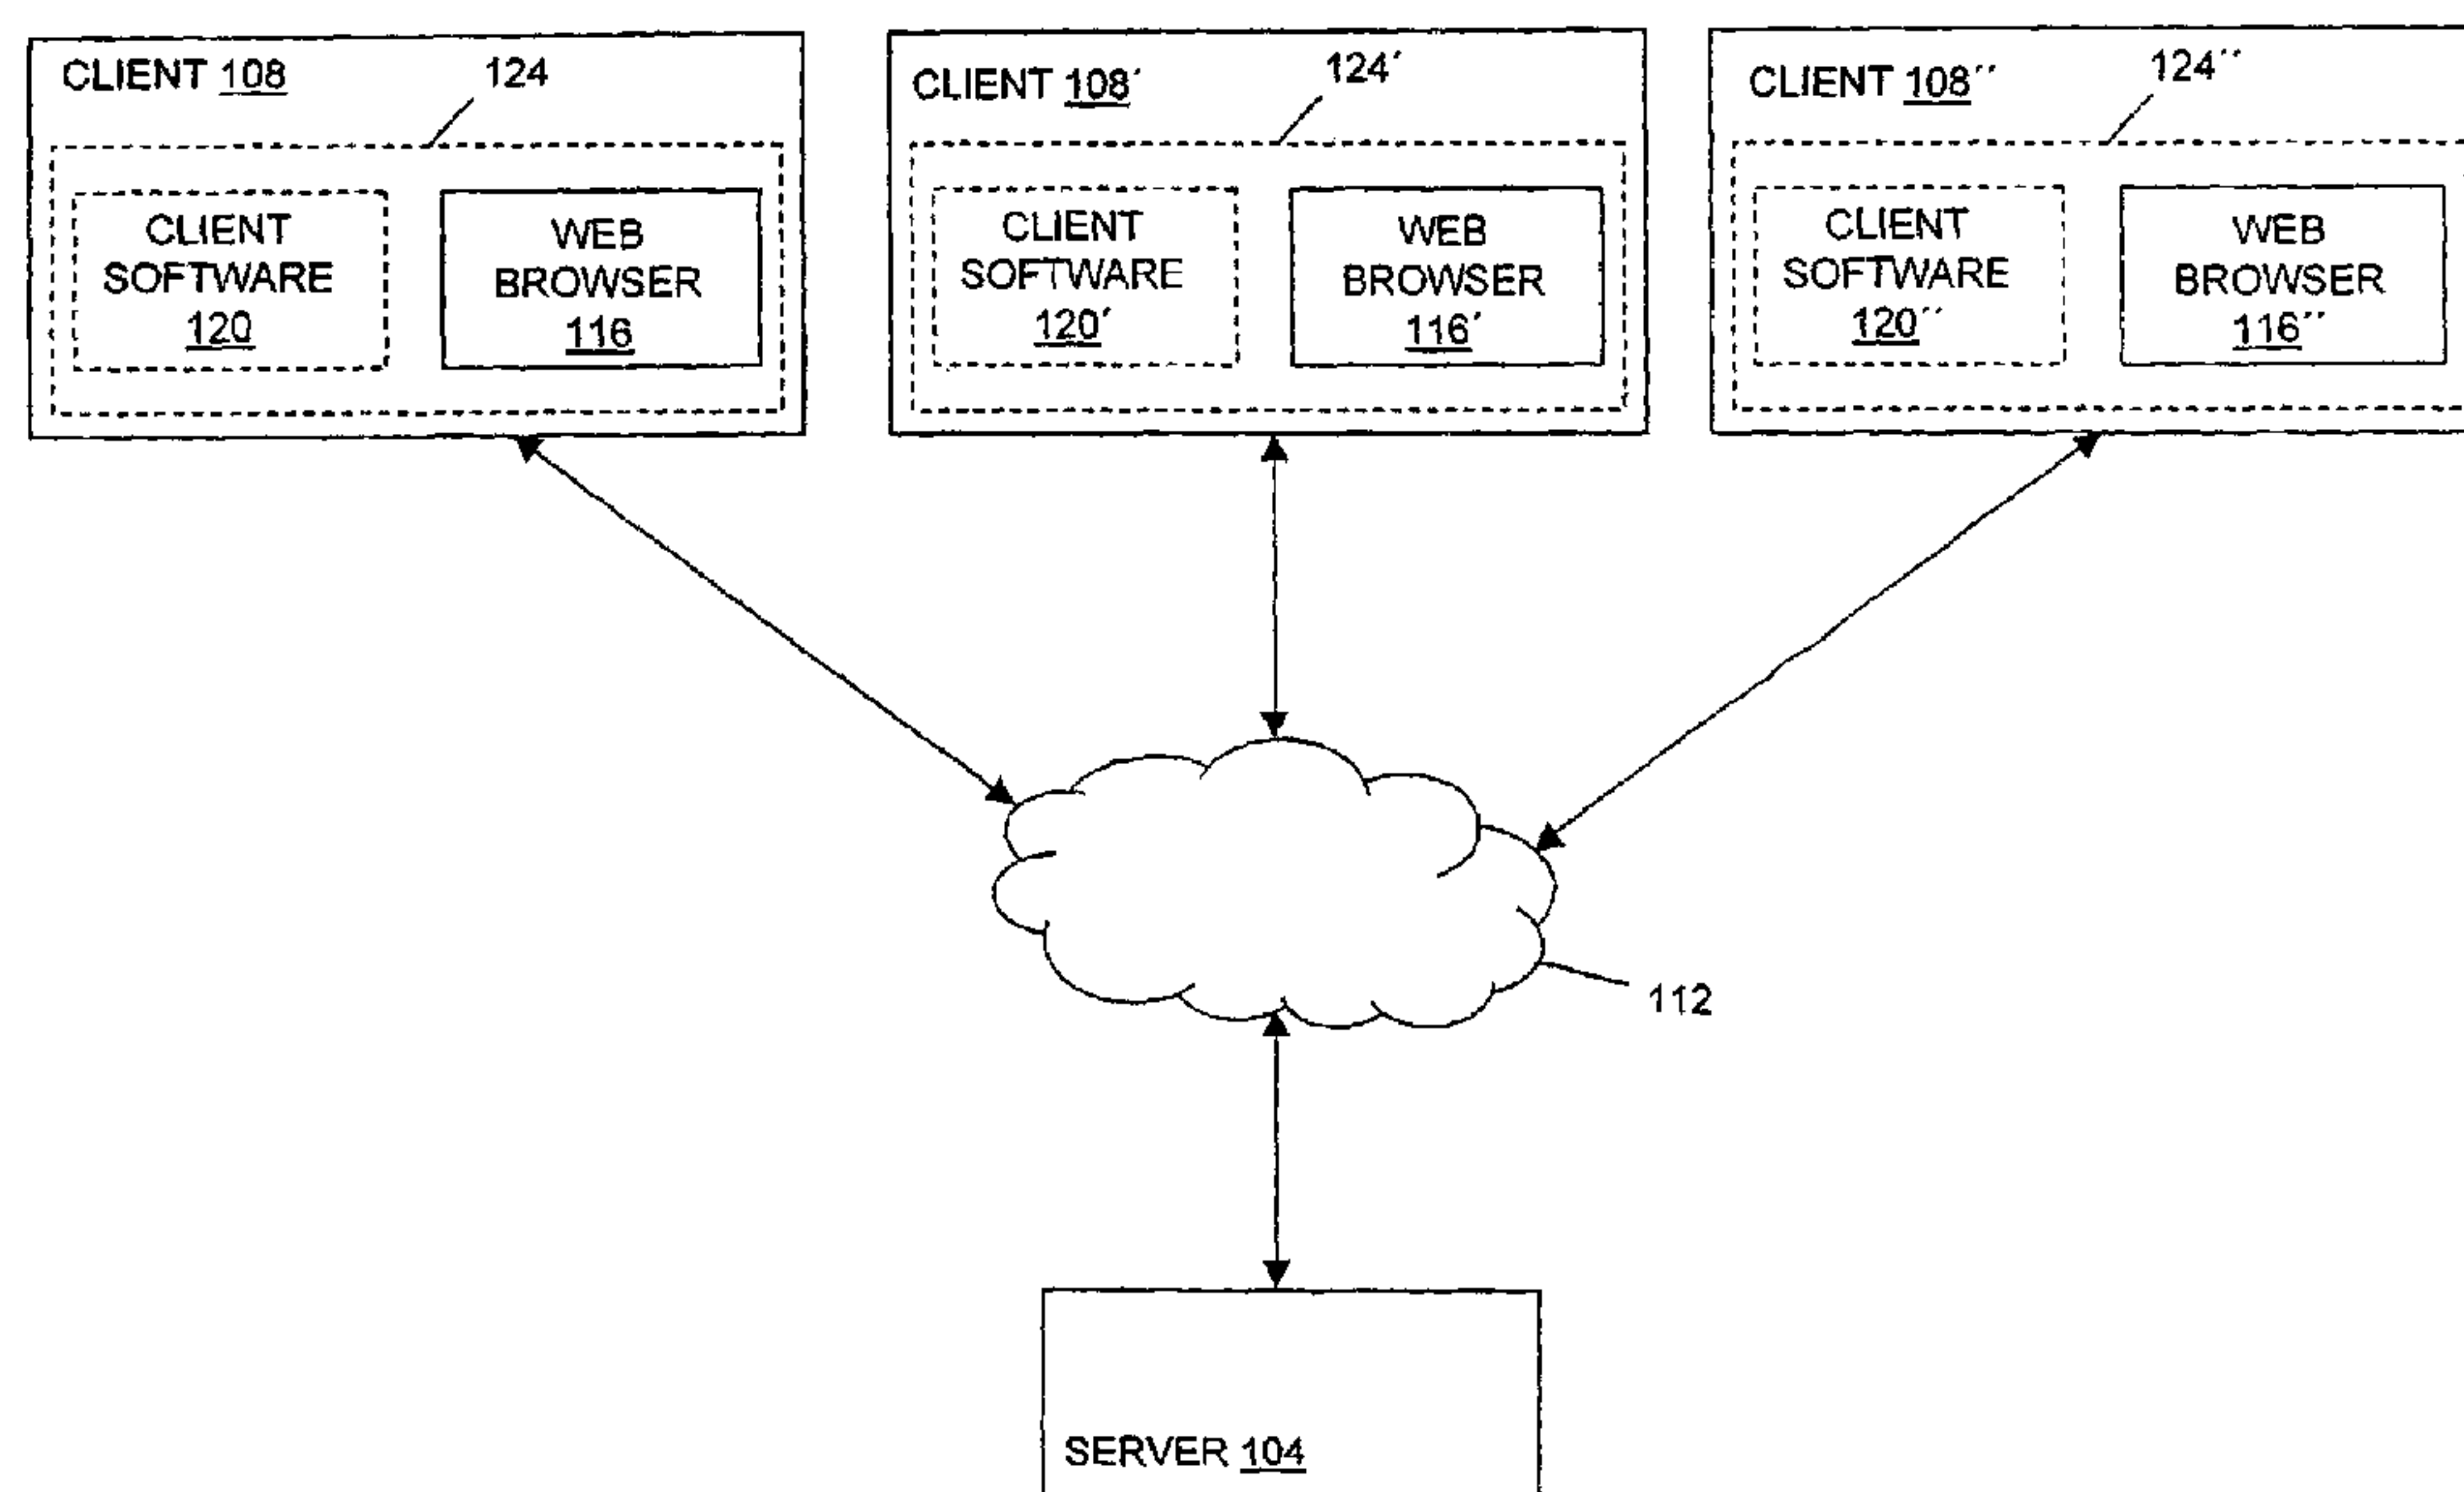 CLIENT 108
124
CLIENT
SOFTWARE
120
WEB
BROWSER
116
CLIENT 108′
124′
CLIENT
SOFTWARE
120′
WEB
BROWSER
116′
CLIENT 108′′
124′′
CLIENT
SOFTWARE
120′′
WEB
BROWSER
116′′
112
SERVER 104